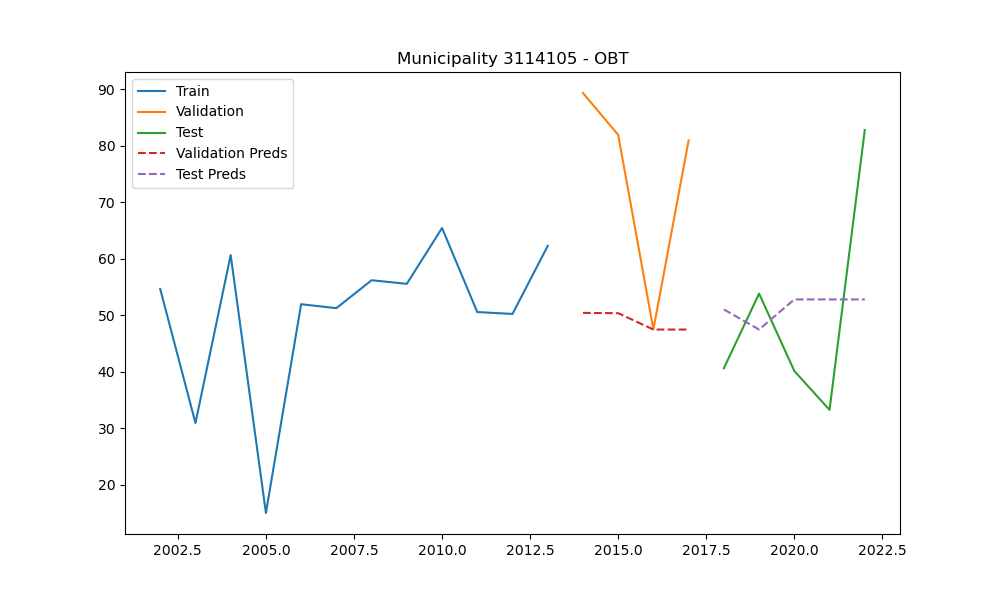 Municipality 3114105 - OBT
Train
Validation
Test
Validation Preds
Test Preds
90
80
70
60
50
40
30
20
2002.5 2005.0 2007.5 2010.0 2012.5 2015.0 2017.5 2020.0 2022.5